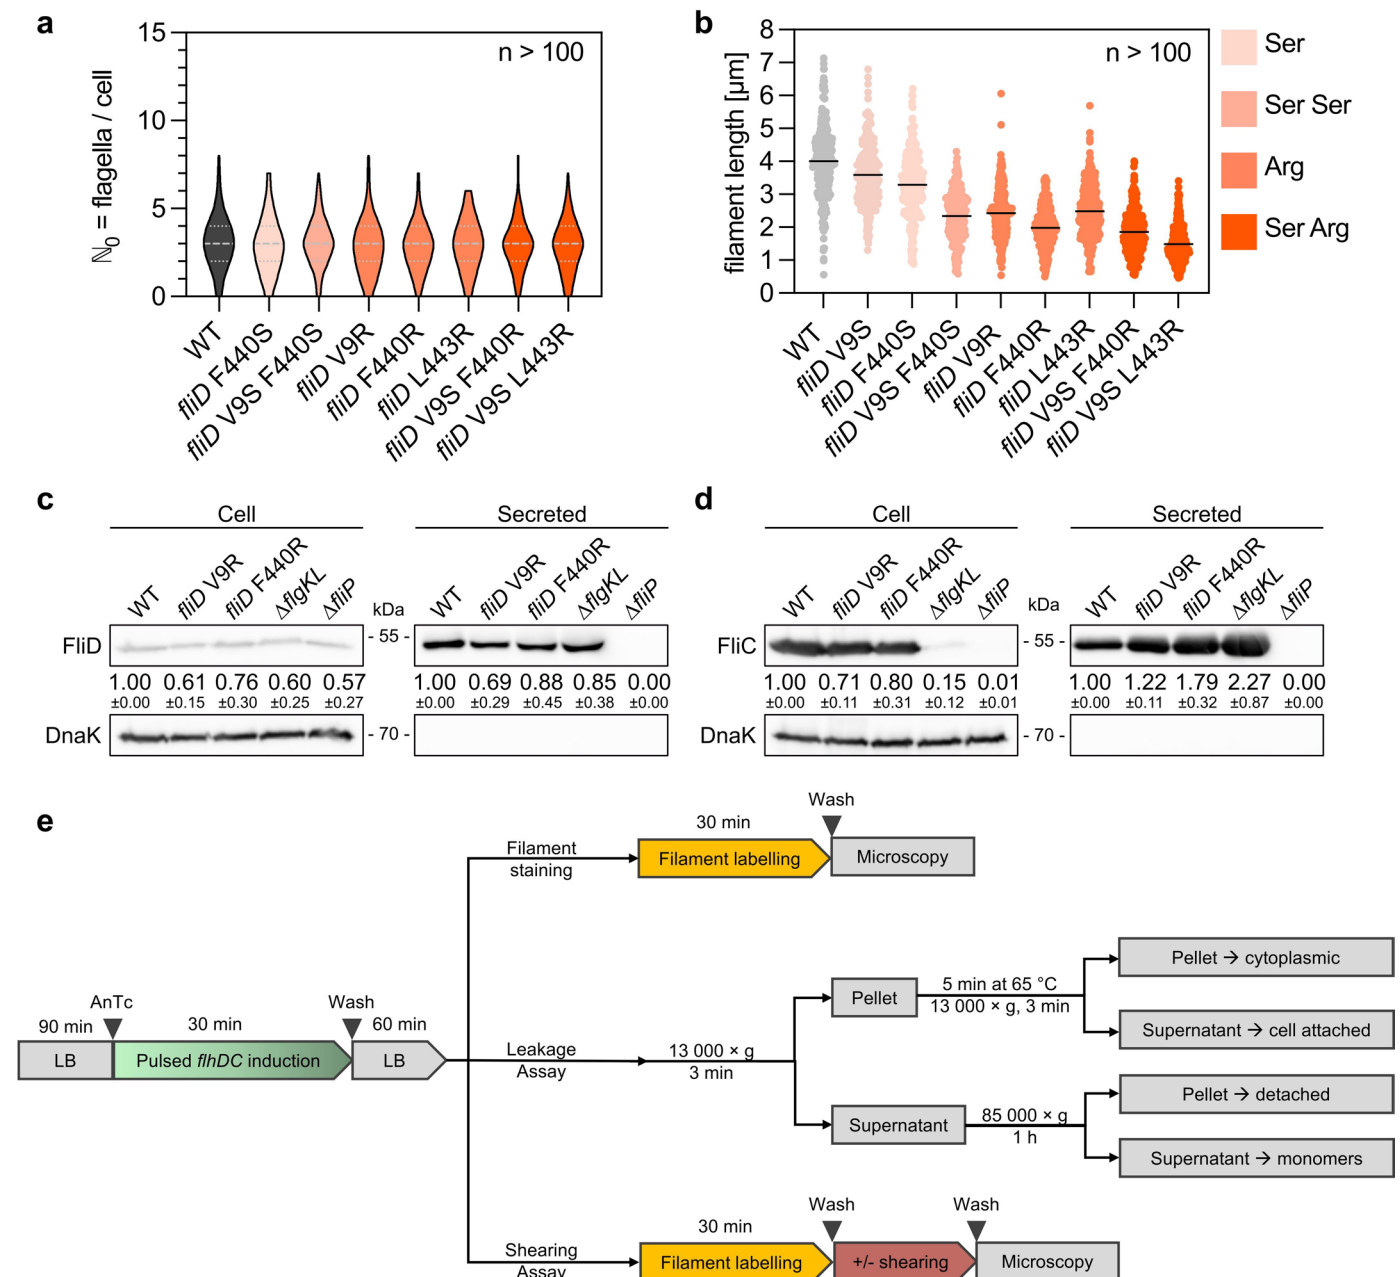 a
15
10
5
0
ℕ0 = flagella / cell
n > 100
WT
fliD F440S
fliD V9S F440S
fliD V9R
fliD F440R
fliD L443R
fliD V9S F440R
fliD V9S L443R
b
8
7
6
5
4
3
2
1
0
filament length [µm]
n > 100
WT
fliD V9S
fliD F440S
fliD V9S F440S
fliD V9R
fliD F440R
fliD L443R
fliD V9S F440R
fliD V9S L443R
Ser
Ser Ser
Arg
Ser Arg
c
Cell Secreted
WT fliD V9R fliD F440R ΔflgKL ΔfliP kDa WT fliD V9R fliD F440R ΔflgKL ΔfliP
FliD - 55 -
1.00 0.61 0.76 0.60 0.57 1.00 0.69 0.88 0.85 0.00
±0.00 ±0.15 ±0.30 ±0.25 ±0.27 ±0.00 ±0.29 ±0.45 ±0.38 ±0.00
DnaK - 70 -
d
Cell Secreted
WT fliD V9R fliD F440R ΔflgKL ΔfliP kDa WT fliD V9R fliD F440R ΔflgKL ΔfliP
FliC - 55 -
1.00 0.71 0.80 0.15 0.01 1.00 1.22 1.79 2.27 0.00
±0.00 ±0.11 ±0.31 ±0.12 ±0.01 ±0.00 ±0.11 ±0.32 ±0.87 ±0.00
DnaK - 70 -
e
90 min
AnTc
30 min
Wash
60 min
LB
Pulsed flhDC induction
LB
Filament
staining
30 min
Wash
Filament labelling
Microscopy
Leakage
Assay
13 000 × g
3 min
Pellet
5 min at 65 °C
13 000 × g, 3 min
Pellet → cytoplasmic
Supernatant → cell attached
Supernatant
85 000 × g
1 h
Pellet → detached
Supernatant → monomers
Shearing
Assay
30 min
Wash
Wash
Filament labelling
+/- shearing
Microscopy